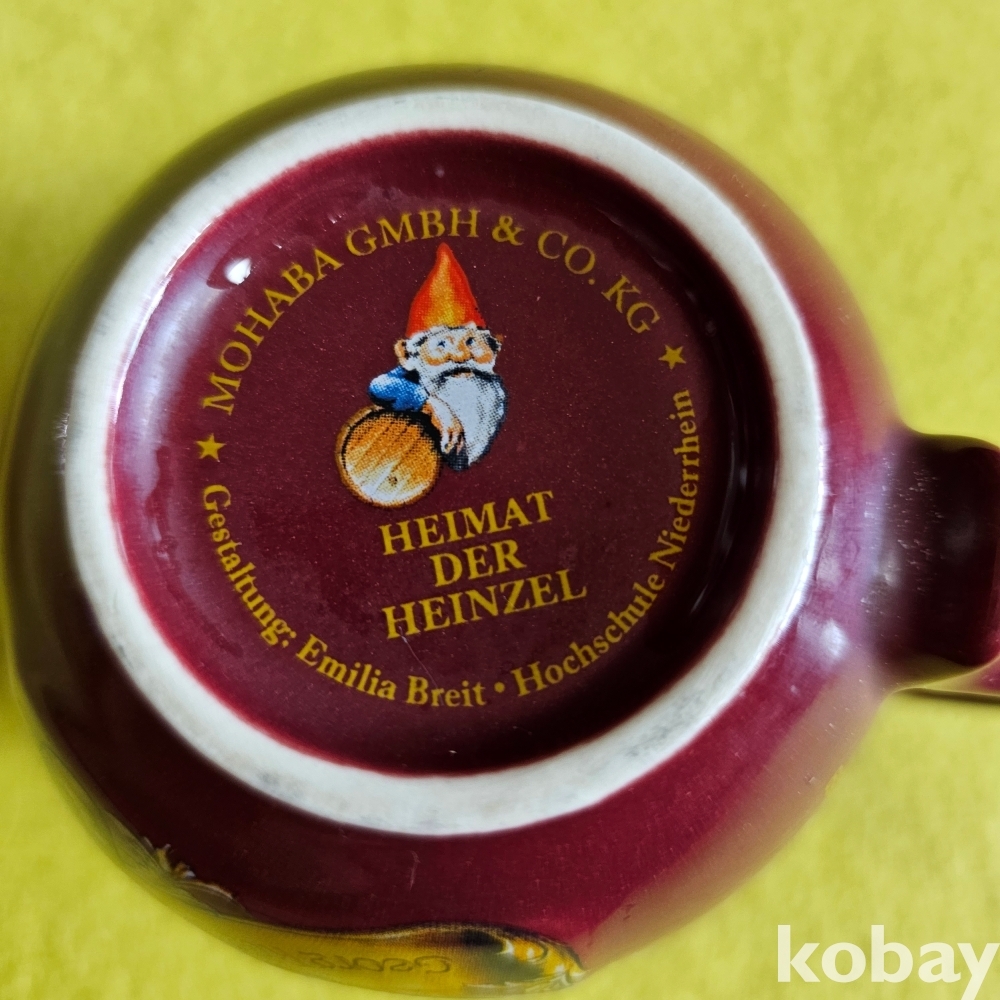 ★ MOHABA GMBH & CO. KG ★
HEIMAT
DER
HEINZEL
Gestaltung: Emilia Breit • Hochschule Niederrhein
kobay